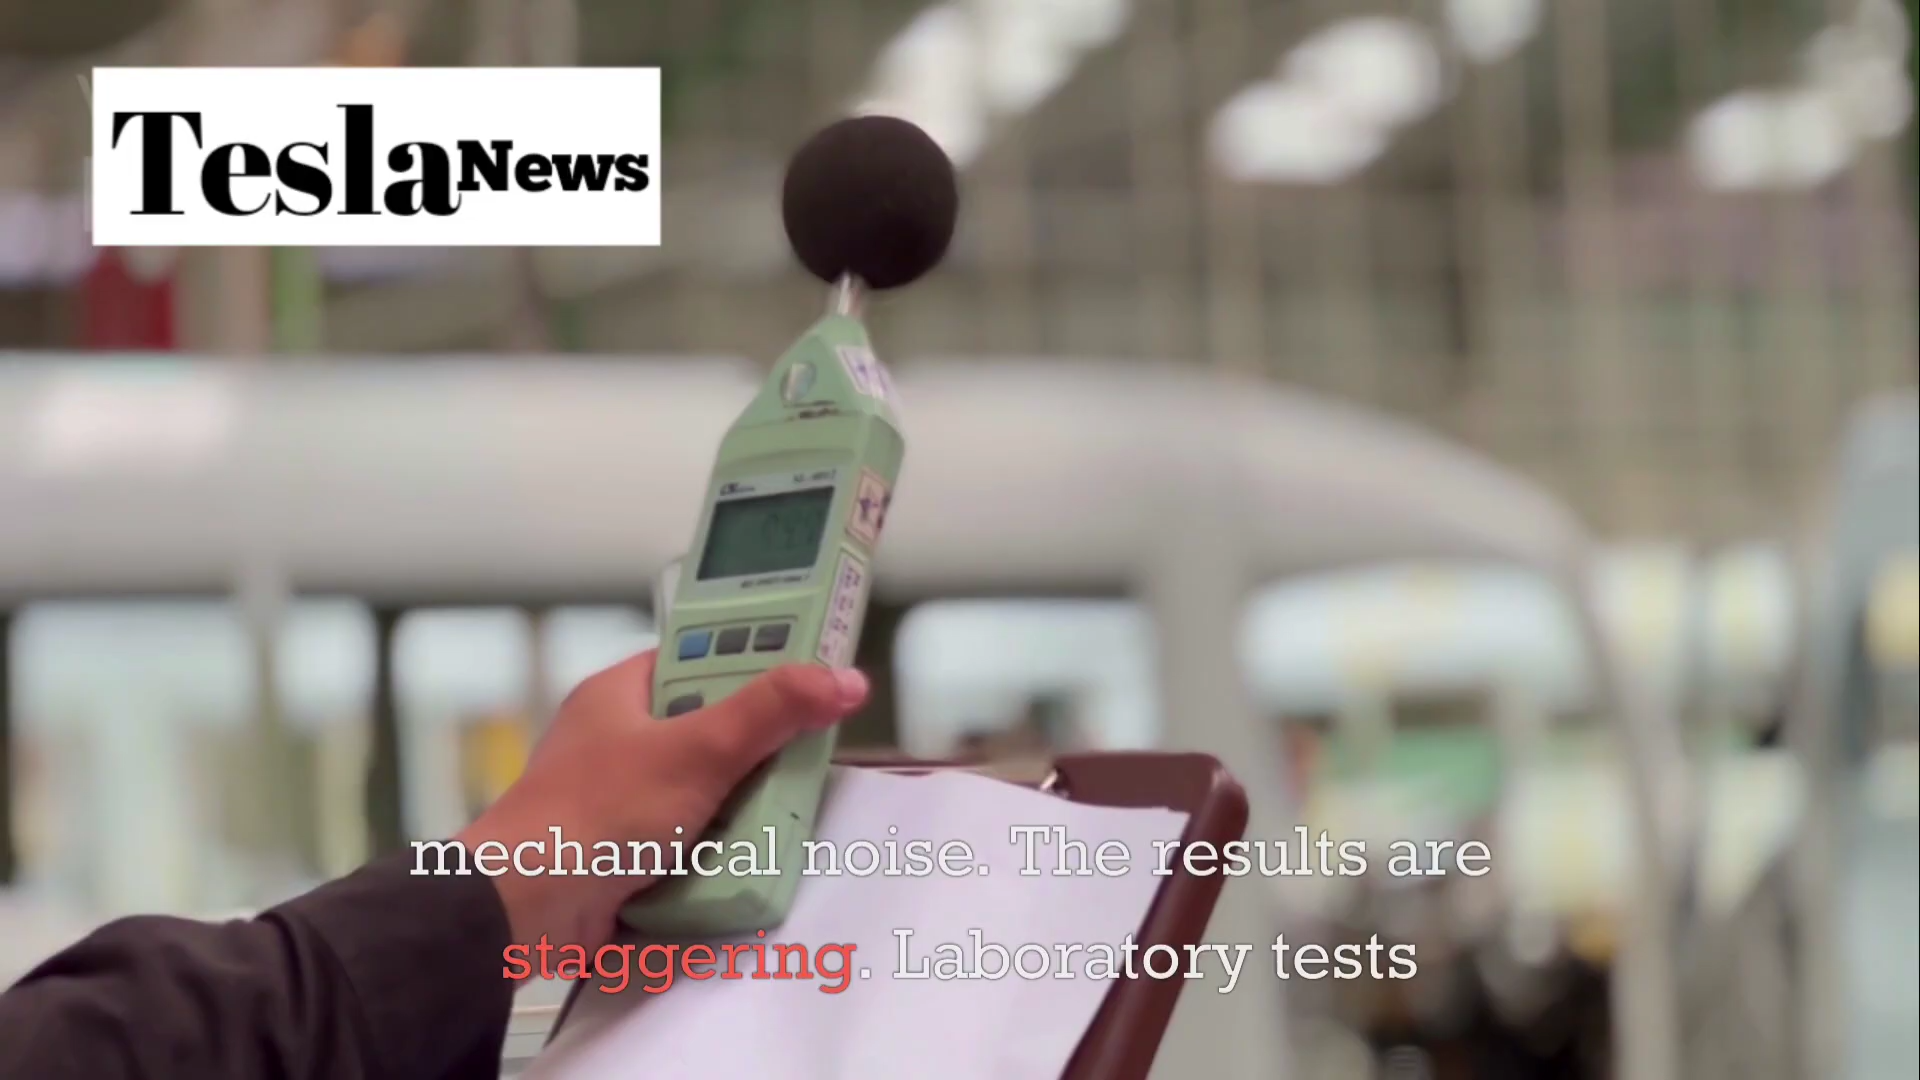 Tesla News
mechanical noise. The results are
staggering. Laboratory tests